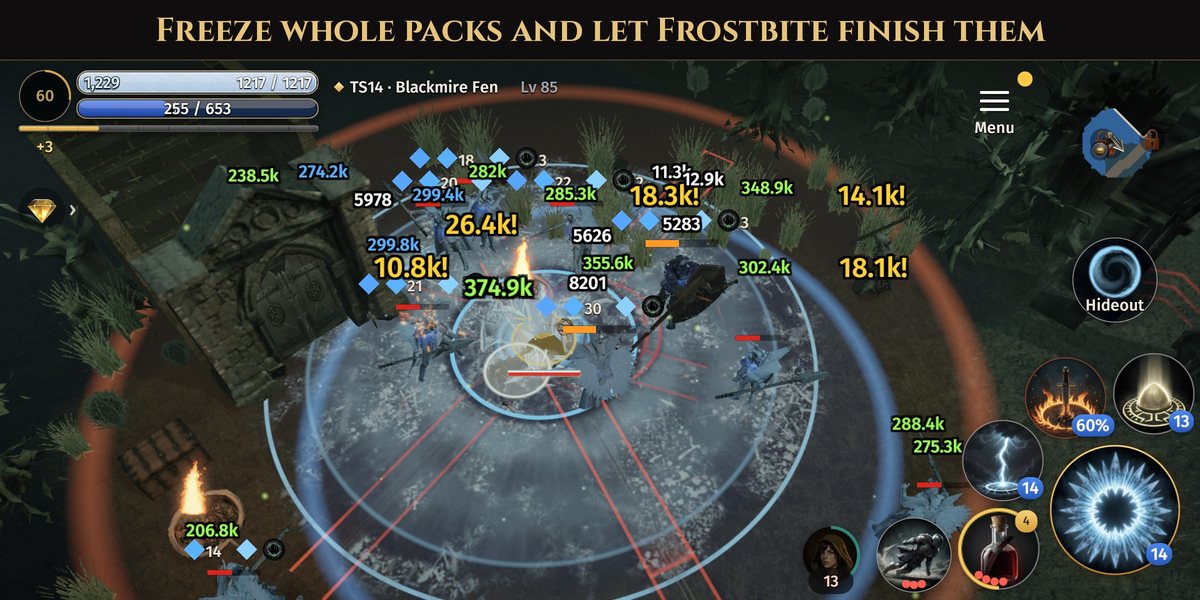 Freeze whole packs and let Frostbite finish them
60
1,229
1217 / 1217
255 / 653
+3
TS14 · Blackmire Fen
Lv 85
Menu
Hideout
18
3
238.5k
274.2k
282k
20
22
5978
299.4k
285.3k
11.3k
12.9k
18.3k!
348.9k
14.1k!
26.4k!
5283
3
299.8k
5626
10.8k!
355.6k
302.4k
18.1k!
21
374.9k
8201
30
288.4k
275.3k
60%
13
14
206.8k
14
4
14
13